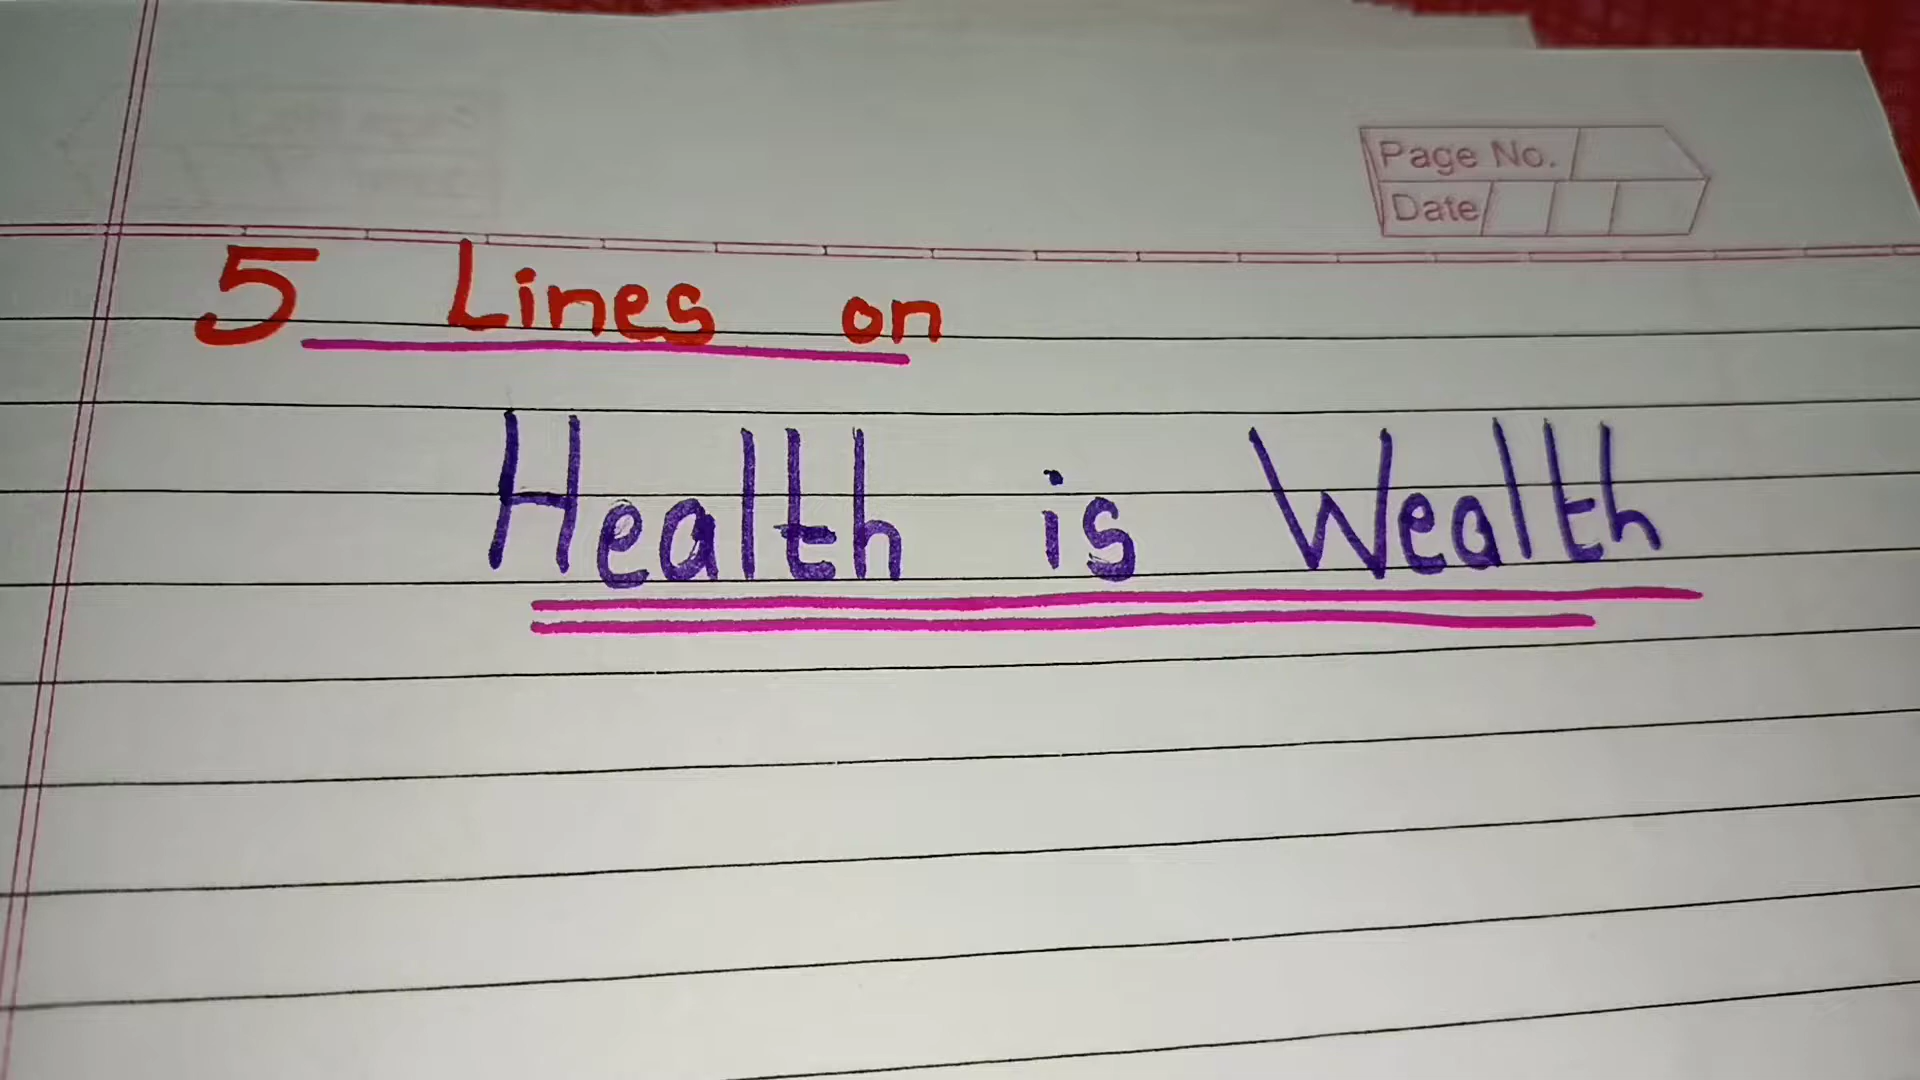 Page No.
Date
5 Lines on
Health is Wealth